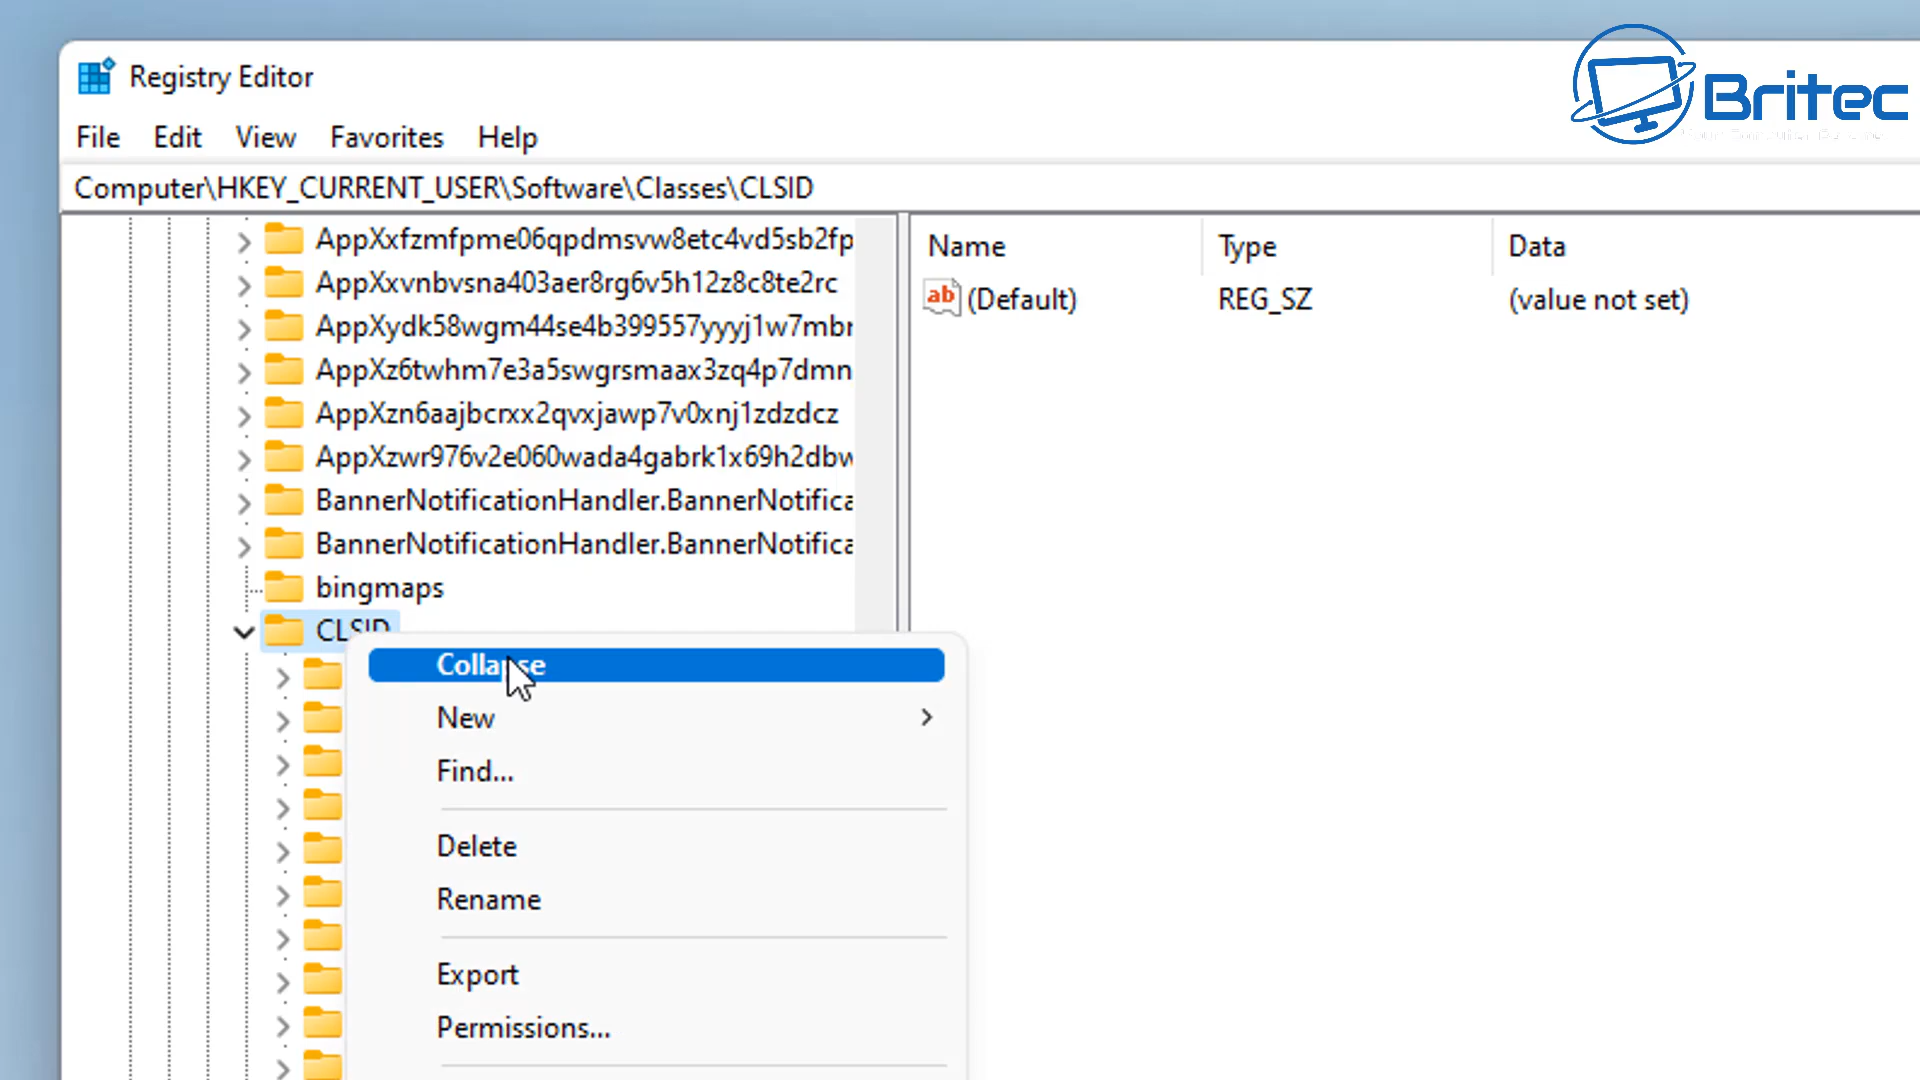 Registry Editor
Britec
File Edit View Favorites Help
Computer\HKEY_CURRENT_USER\Software\Classes\CLSID
Name Type Data
(Default) REG_SZ (value not set)
AppXxfzmfpme06qpdmsvw8etc4vd5sb2fp
AppXxvnbvsna403aer8rg6v5h12z8c8te2rc
AppXydk58wgm44se4b399557yyyj1w7mbr
AppXz6twhm7e3a5swgrsmaax3zq4p7dmn
AppXzn6aajbcrxx2qvxjawp7v0xnj1zdzdcz
AppXzwr976v2e060wada4gabrk1x69h2dbw
BannerNotificationHandler.BannerNotifica
BannerNotificationHandler.BannerNotifica
bingmaps
CLSID
Collapse
New
Find...
Delete
Rename
Export
Permissions...